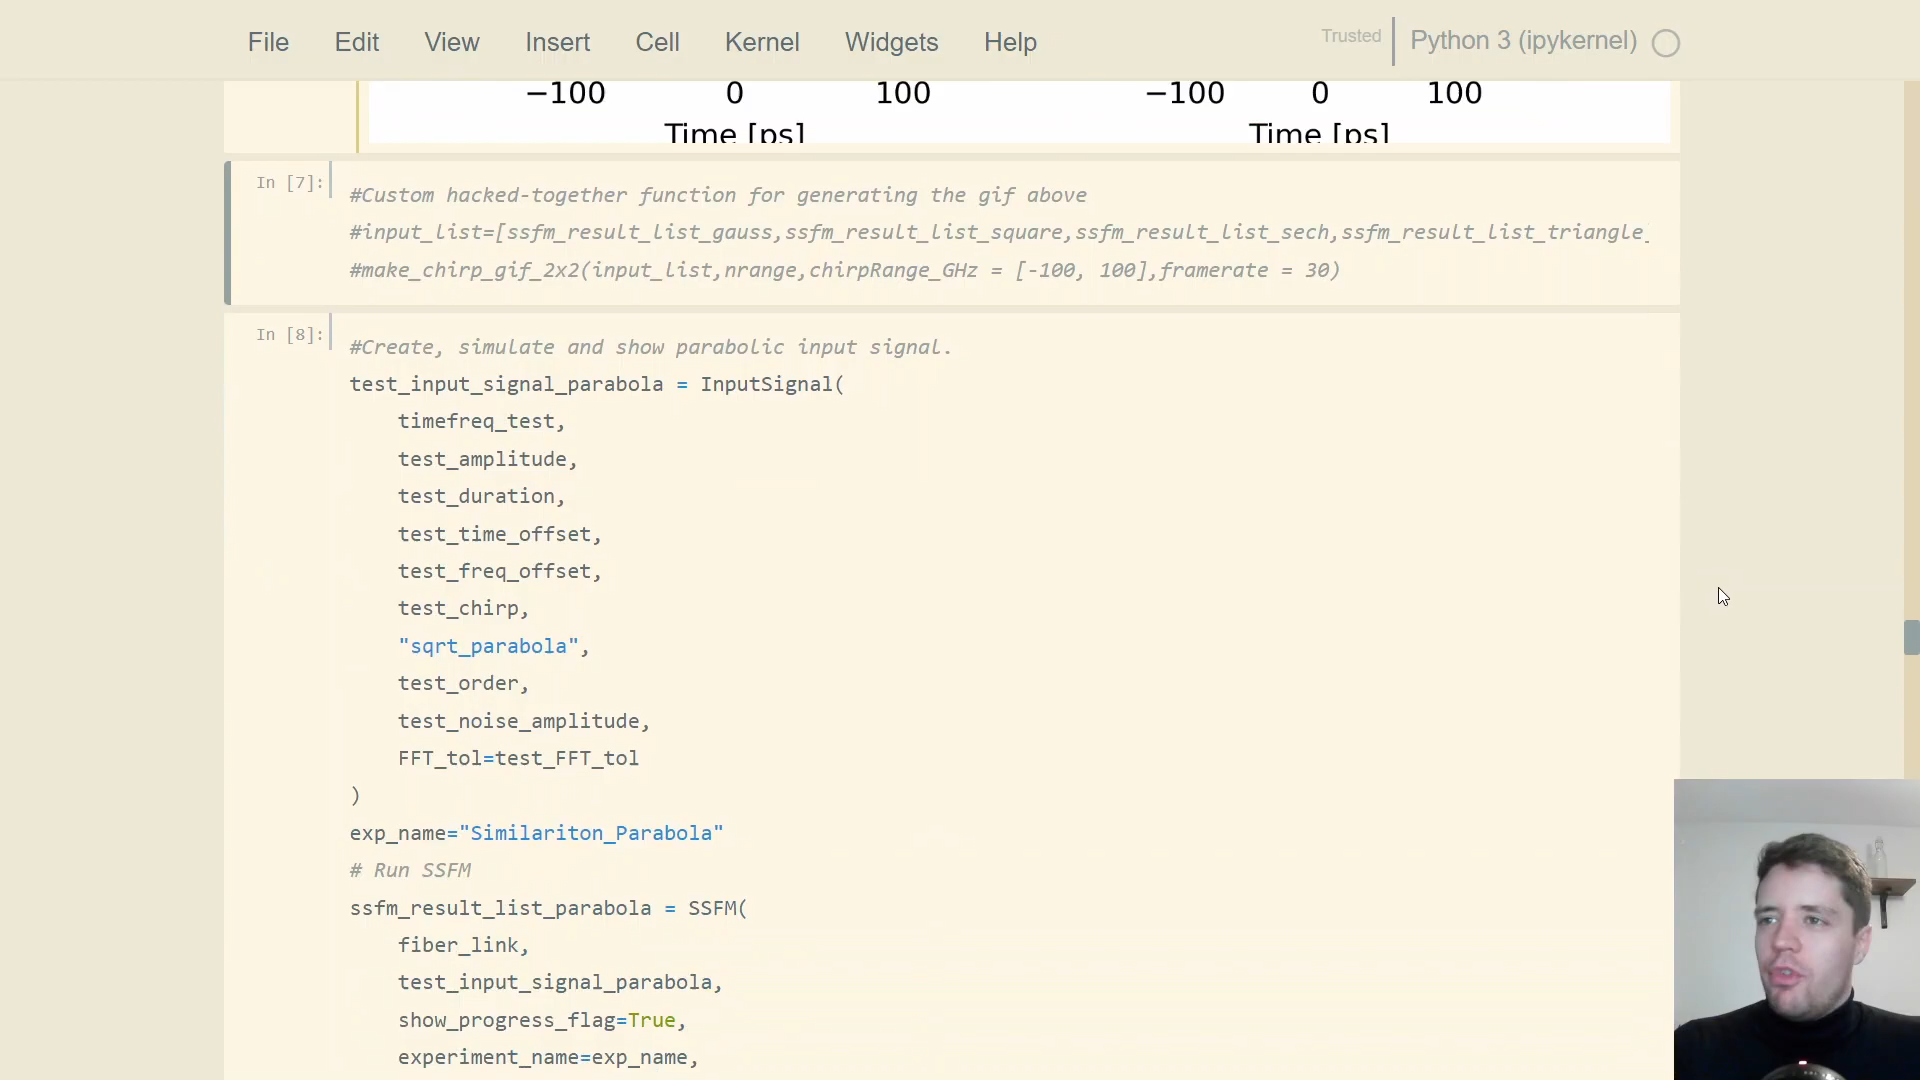 File Edit View Insert Cell Kernel Widgets Help Trusted Python 3 (ipykernel)
−100 0 100 −100 0 100
Time [ps] Time [ps]
In [7]:
#Custom hacked-together function for generating the gif above
#input_list=[ssfm_result_list_gauss,ssfm_result_list_square,ssfm_result_list_sech,ssfm_result_list_triangle_
#make_chirp_gif_2x2(input_list,nrange,chirpRange_GHz = [-100, 100],framerate = 30)
In [8]:
#Create, simulate and show parabolic input signal.
test_input_signal_parabola = InputSignal(
timefreq_test,
test_amplitude,
test_duration,
test_time_offset,
test_freq_offset,
test_chirp,
"sqrt_parabola",
test_order,
test_noise_amplitude,
FFT_tol=test_FFT_tol
)
exp_name="Similariton_Parabola"
# Run SSFM
ssfm_result_list_parabola = SSFM(
fiber_link,
test_input_signal_parabola,
show_progress_flag=True,
experiment_name=exp_name,